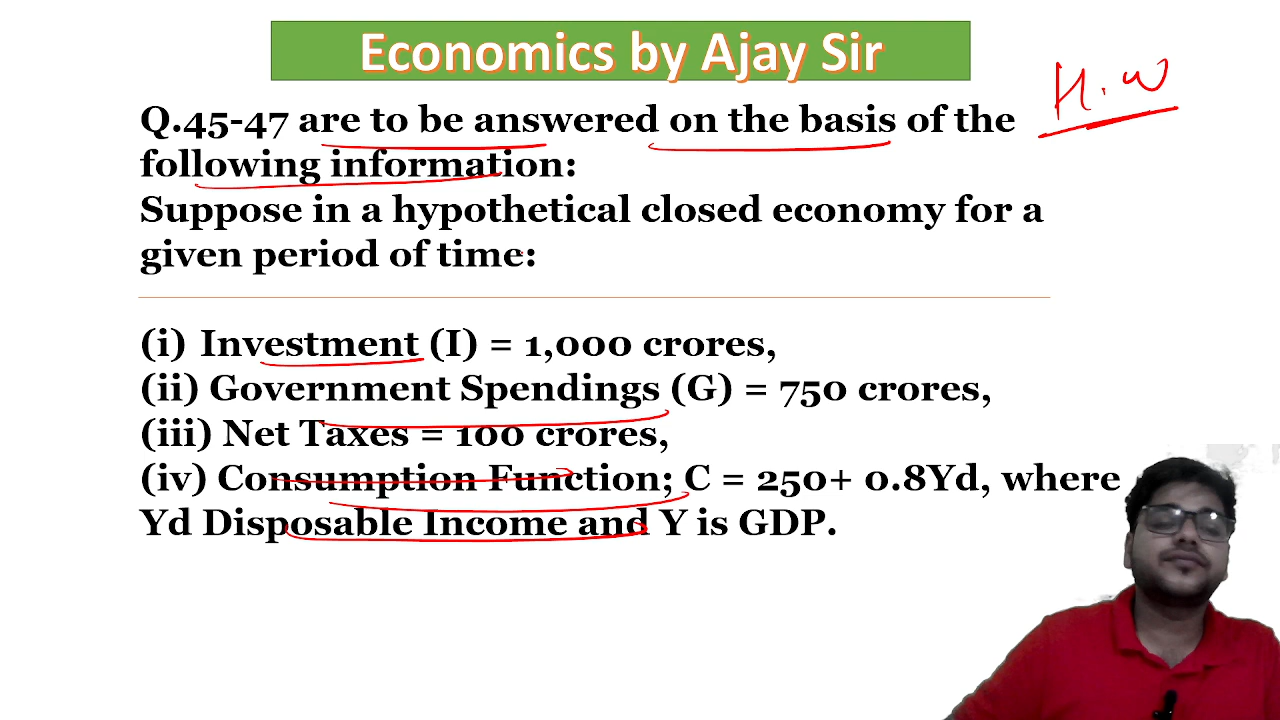 Economics by Ajay Sir
H.W
Q.45-47 are to be answered on the basis of the
following information:
Suppose in a hypothetical closed economy for a
given period of time:
(i) Investment (I) = 1,000 crores,
(ii) Government Spendings (G) = 750 crores,
(iii) Net Taxes = 100 crores,
(iv) Consumption Function; C = 250+ 0.8Yd, where
Yd Disposable Income and Y is GDP.